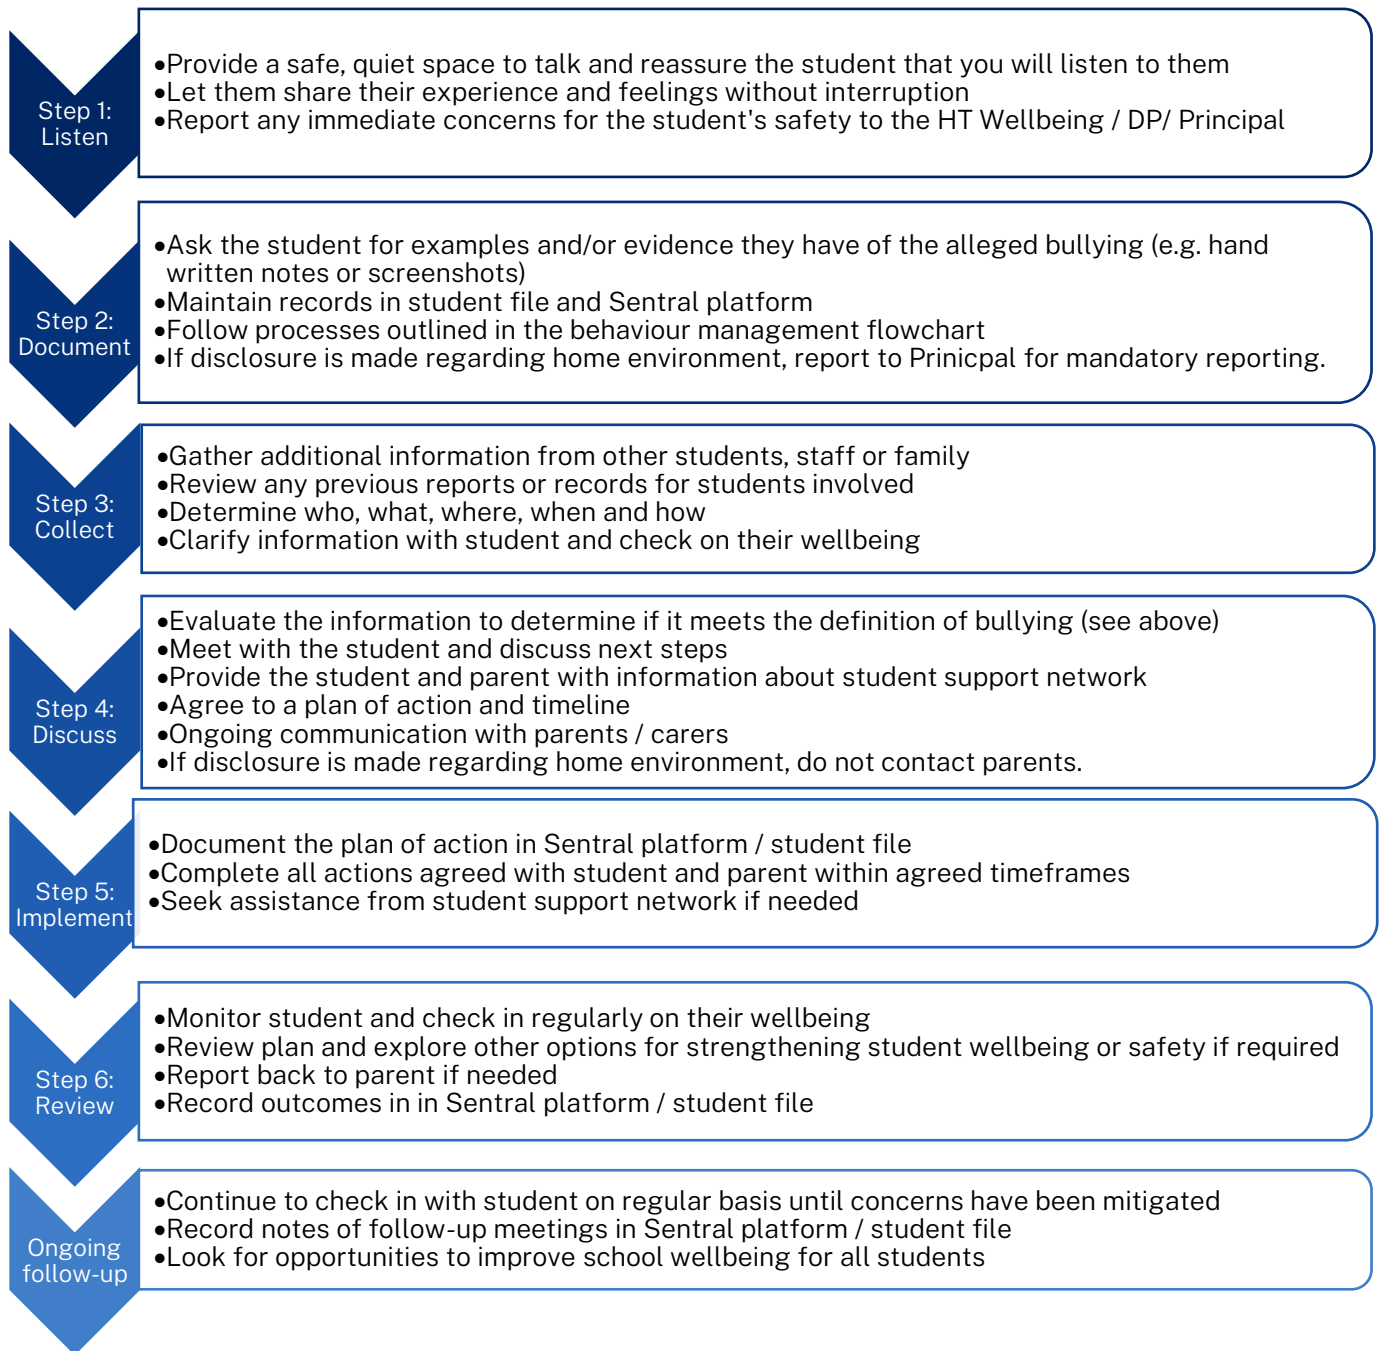 Step 1:
Listen
•Provide a safe, quiet space to talk and reassure the student that you will listen to them
•Let them share their experience and feelings without interruption
•Report any immediate concerns for the student's safety to the HT Wellbeing / DP/ Principal
Step 2:
Document
•Ask the student for examples and/or evidence they have of the alleged bullying (e.g. hand
written notes or screenshots)
•Maintain records in student file and Sentral platform
•Follow processes outlined in the behaviour management flowchart
•If disclosure is made regarding home environment, report to Prinicpal for mandatory reporting.
Step 3:
Collect
•Gather additional information from other students, staff or family
•Review any previous reports or records for students involved
•Determine who, what, where, when and how
•Clarify information with student and check on their wellbeing
Step 4:
Discuss
•Evaluate the information to determine if it meets the definition of bullying (see above)
•Meet with the student and discuss next steps
•Provide the student and parent with information about student support network
•Agree to a plan of action and timeline
•Ongoing communication with parents / carers
•If disclosure is made regarding home environment, do not contact parents.
Step 5:
Implement
•Document the plan of action in Sentral platform / student file
•Complete all actions agreed with student and parent within agreed timeframes
•Seek assistance from student support network if needed
Step 6:
Review
•Monitor student and check in regularly on their wellbeing
•Review plan and explore other options for strengthening student wellbeing or safety if required
•Report back to parent if needed
•Record outcomes in in Sentral platform / student file
Ongoing
follow-up
•Continue to check in with student on regular basis until concerns have been mitigated
•Record notes of follow-up meetings in Sentral platform / student file
•Look for opportunities to improve school wellbeing for all students